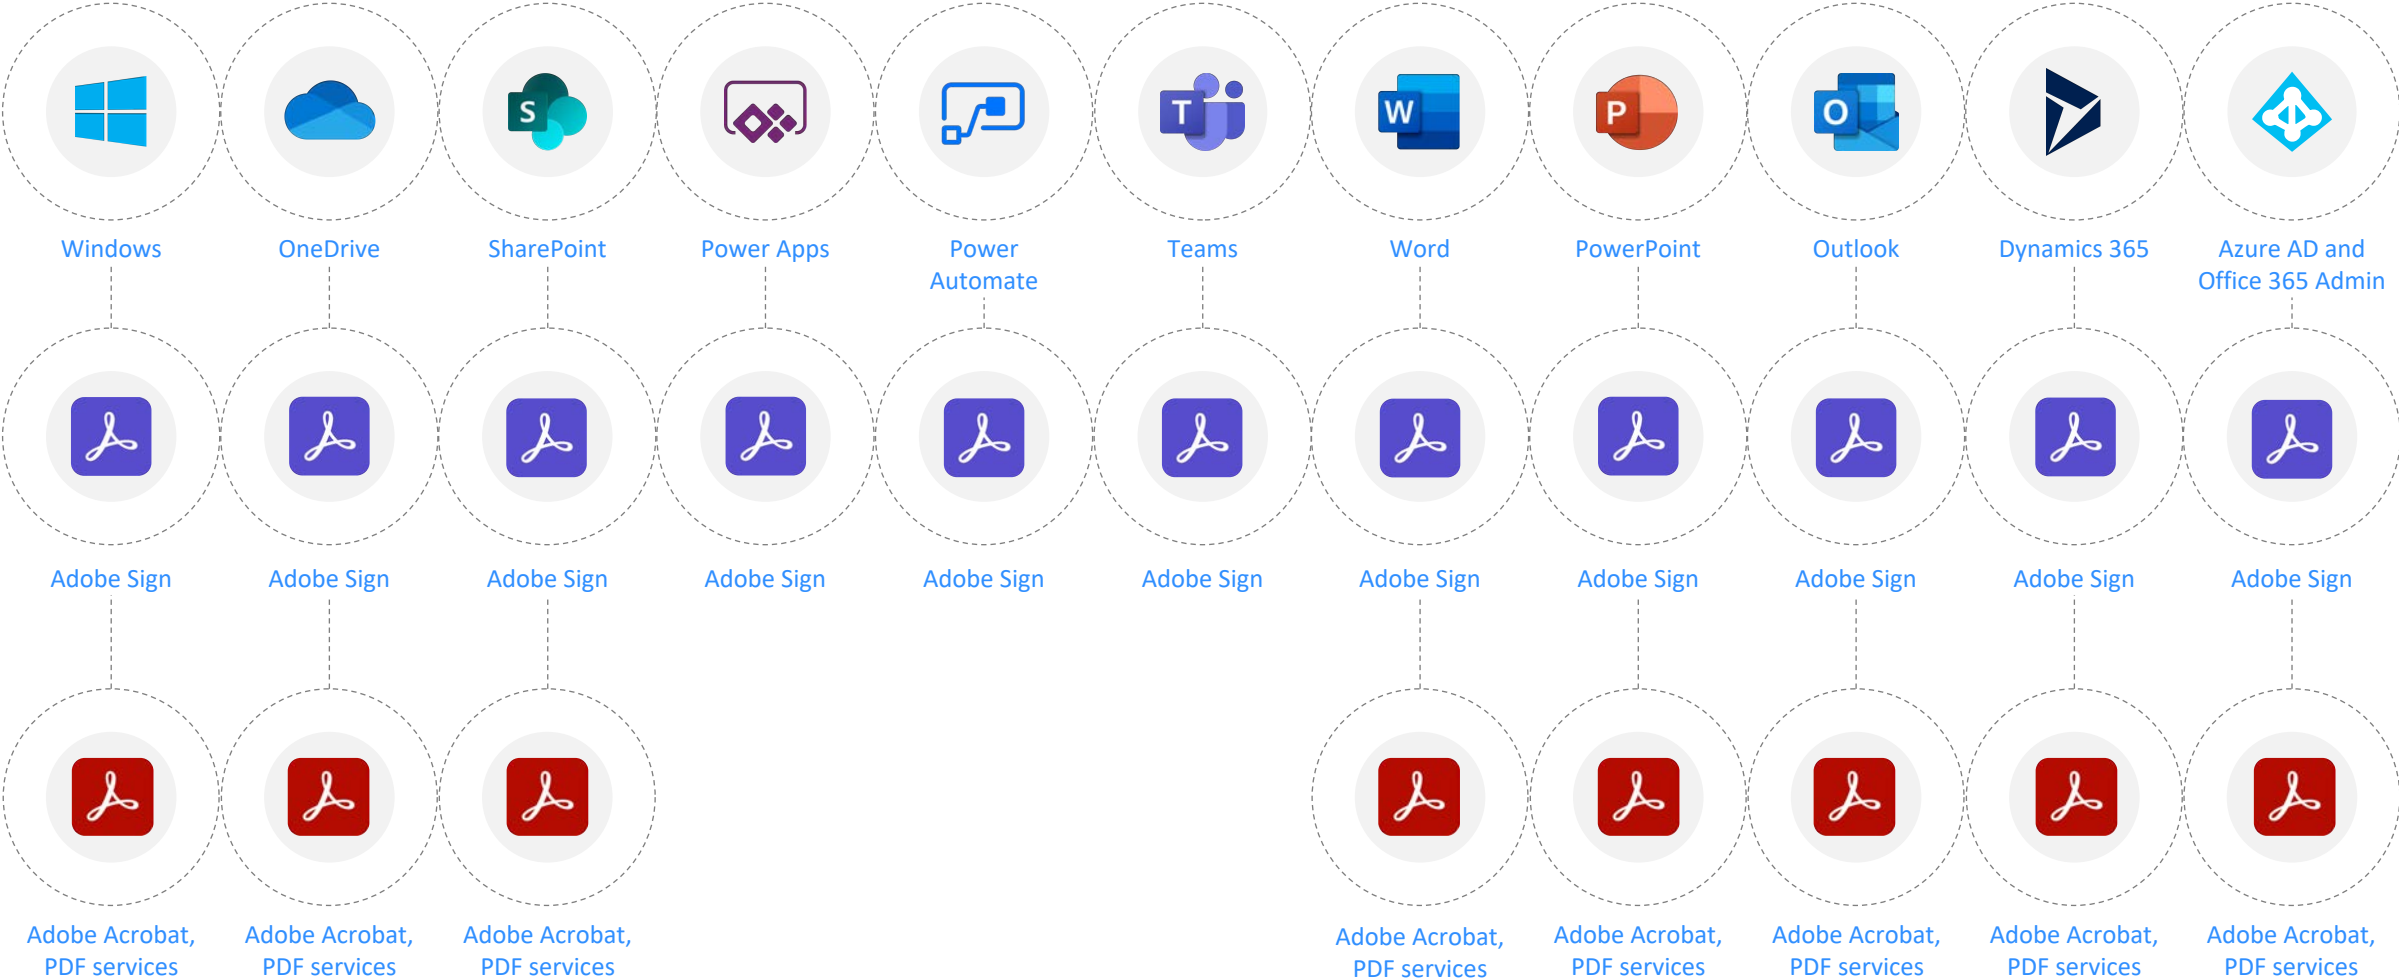 S
T
W
P
O
Windows
OneDrive
SharePoint
Power Apps
Power
Automate
Teams
Word
PowerPoint
Outlook
Dynamics 365
Azure AD and
Office 365 Admin
Adobe Sign
Adobe Sign
Adobe Sign
Adobe Sign
Adobe Sign
Adobe Sign
Adobe Sign
Adobe Sign
Adobe Sign
Adobe Sign
Adobe Sign
Adobe Acrobat,
PDF services
Adobe Acrobat,
PDF services
Adobe Acrobat,
PDF services
Adobe Acrobat,
PDF services
Adobe Acrobat,
PDF services
Adobe Acrobat,
PDF services
Adobe Acrobat,
PDF services
Adobe Acrobat,
PDF services